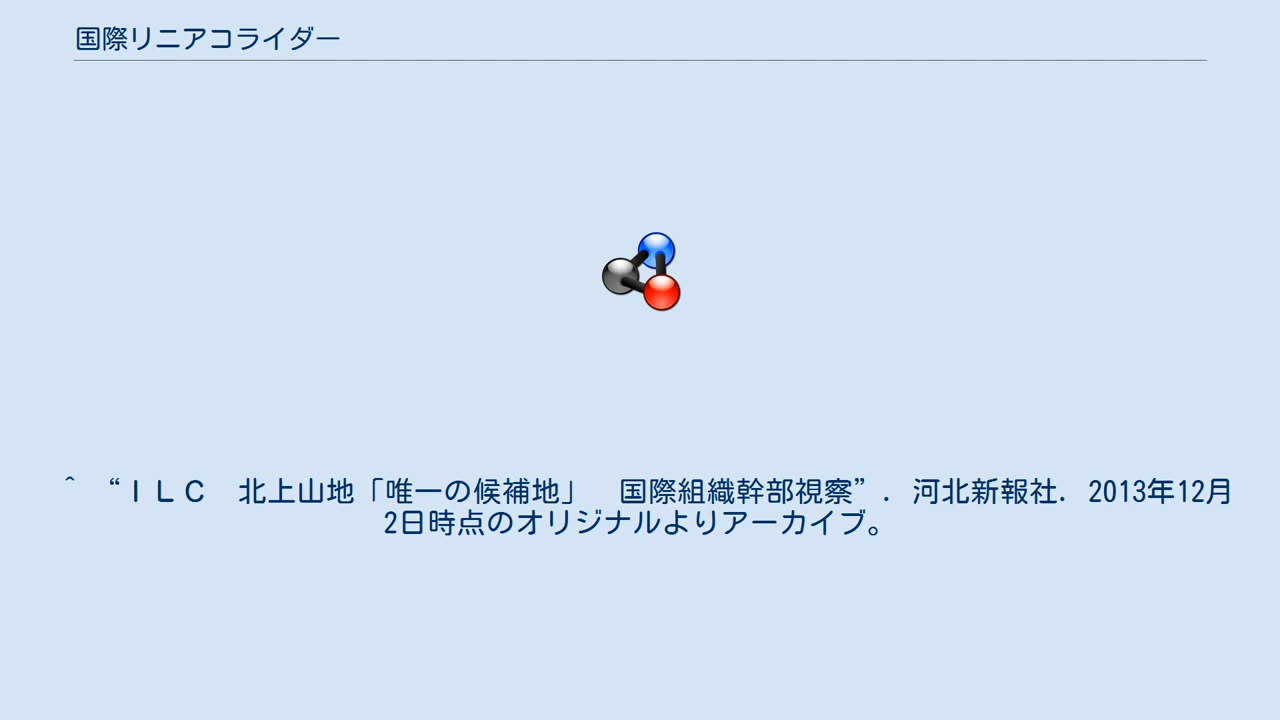 国際リニアコライダー
^ “ＩＬＣ　北上山地「唯一の候補地」　国際組織幹部視察”. 河北新報社. 2013年12月
2日時点のオリジナルよりアーカイブ。